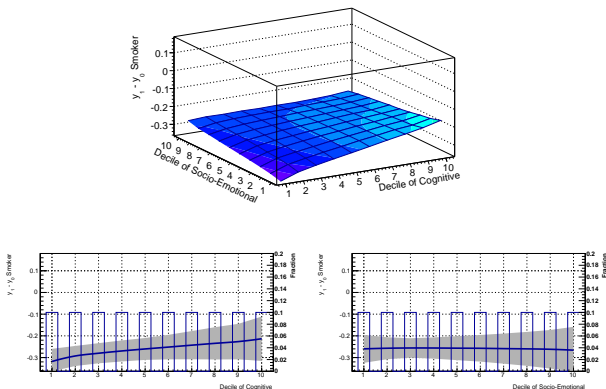 y₁ - y₀ Smoker
0.1
0
-0.1
-0.2
-0.3
10 9 8 7 6 5 4 3 2 1
Decile of Socio-Emotional
1 2 3 4 5 6 7 8 9 10
Decile of Cognitive
y₁ - y₀ Smoker
0.1
0
-0.1
-0.2
-0.3
1 2 3 4 5 6 7 8 9 10
Decile of Cognitive
0.2
0.18
0.16
0.14
0.12
0.1
0.08
0.06
0.04
0.02
0
Fraction
y₁ - y₀ Smoker
0.1
0
-0.1
-0.2
-0.3
1 2 3 4 5 6 7 8 9 10
Decile of Socio-Emotional
0.2
0.18
0.16
0.14
0.12
0.1
0.08
0.06
0.04
0.02
0
Fraction